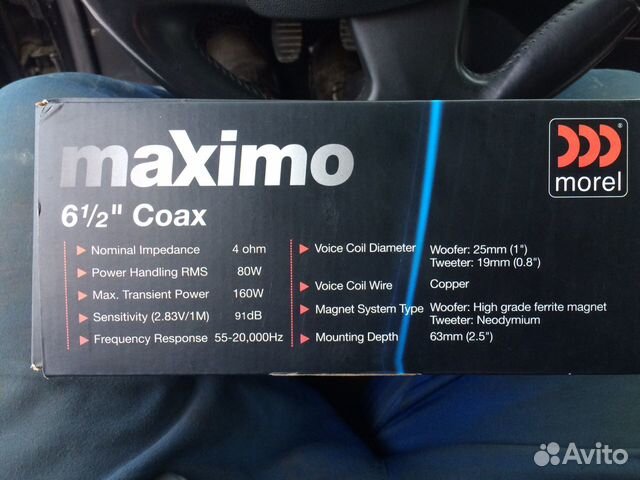 maximo
morel
6½" Coax
Nominal Impedance 4 ohm
Power Handling RMS 80W
Max. Transient Power 160W
Sensitivity (2.83V/1M) 91dB
Frequency Response 55-20,000Hz
Voice Coil Diameter Woofer: 25mm (1")
Tweeter: 19mm (0.8")
Voice Coil Wire Copper
Magnet System Type Woofer: High grade ferrite magnet
Tweeter: Neodymium
Mounting Depth 63mm (2.5")
Avito